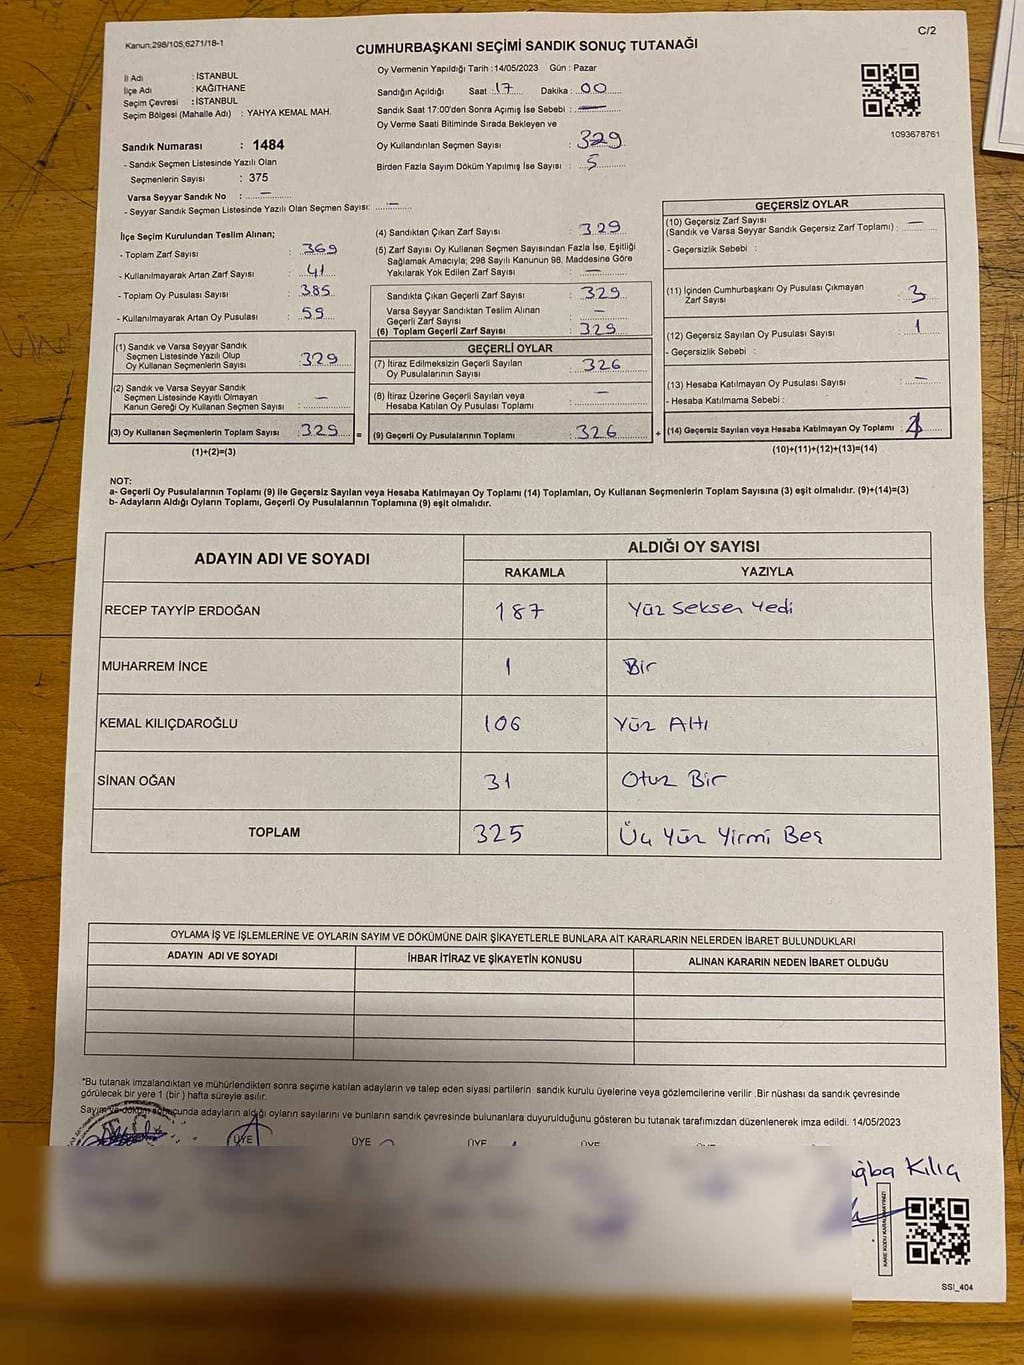 Kanun:298/105;6271/18-1
C/2
CUMHURBAŞKANI SEÇİMİ SANDIK SONUÇ TUTANAĞI
İl Adı : İSTANBUL
İlçe Adı : KAĞITHANE
Seçim Çevresi : İSTANBUL
Seçim Bölgesi (Mahalle Adı) : YAHYA KEMAL MAH.
Sandık Numarası : 1484
- Sandık Seçmen Listesinde Yazılı Olan
Seçmenlerin Sayısı : 375
Varsa Seyyar Sandık No : —
- Seyyar Sandık Seçmen Listesinde Yazılı Olan Seçmen Sayısı: —
Oy Vermenin Yapıldığı Tarih : 14/05/2023 Gün : Pazar
Sandığın Açıldığı Saat : 17 Dakika : 00
Sandık Saat 17:00'den Sonra Açımış İse Sebebi : —
Oy Verme Saati Bitiminde Sırada Bekleyen ve
Oy Kullandırılan Seçmen Sayısı : 329
Birden Fazla Sayım Döküm Yapılmış İse Sayısı : 5
1093678761
İlçe Seçim Kurulundan Teslim Alınan;
- Toplam Zarf Sayısı : 369
- Kullanılmayarak Artan Zarf Sayısı : 41
- Toplam Oy Pusulası Sayısı : 385
- Kullanılmayarak Artan Oy Pusulası : 59
(1) Sandık ve Varsa Seyyar Sandık
Seçmen Listesinde Yazılı Olup
Oy Kullanan Seçmenlerin Sayısı : 329
(2) Sandık ve Varsa Seyyar Sandık
Seçmen Listesinde Kayıtlı Olmayan
Kanun Gereği Oy Kullanan Seçmen Sayısı : —
(3) Oy Kullanan Seçmenlerin Toplam Sayısı : 329 =
(1)+(2)=(3)
(4) Sandıktan Çıkan Zarf Sayısı : 329
(5) Zarf Sayısı Oy Kullanan Seçmen Sayısından Fazla İse, Eşitliği
Sağlamak Amacıyla; 298 Sayılı Kanunun 98. Maddesine Göre
Yakılarak Yok Edilen Zarf Sayısı : —
Sandıkta Çıkan Geçerli Zarf Sayısı : 329
Varsa Seyyar Sandıktan Teslim Alınan
Geçerli Zarf Sayısı : —
(6) Toplam Geçerli Zarf Sayısı : 329
GEÇERLİ OYLAR
(7) İtiraz Edilmeksizin Geçerli Sayılan
Oy Pusulalarının Sayısı : 326
(8) İtiraz Üzerine Geçerli Sayılan veya
Hesaba Katılan Oy Pusulası Toplamı : —
(9) Geçerli Oy Pusulalarının Toplamı : 326 +
GEÇERSİZ OYLAR
(10) Geçersiz Zarf Sayısı
(Sandık ve Varsa Seyyar Sandık Geçersiz Zarf Toplamı) : —
- Geçersizlik Sebebi :
(11) İçinden Cumhurbaşkanı Oy Pusulası Çıkmayan
Zarf Sayısı : 3
(12) Geçersiz Sayılan Oy Pusulası Sayısı : 1
- Geçersizlik Sebebi :
(13) Hesaba Katılmayan Oy Pusulası Sayısı : —
- Hesaba Katılmama Sebebi :
(14) Geçersiz Sayılan veya Hesaba Katılmayan Oy Toplamı :
(10)+(11)+(12)+(13)=(14)
NOT:
a- Geçerli Oy Pusulalarının Toplamı (9) ile Geçersiz Sayılan veya Hesaba Katılmayan Oy Toplamı (14) Toplamları, Oy Kullanan Seçmenlerin Toplam Sayısına (3) eşit olmalıdır. (9)+(14)=(3)
b- Adayların Aldığı Oyların Toplamı, Geçerli Oy Pusulalarının Toplamına (9) eşit olmalıdır.
ADAYIN ADI VE SOYADI
ALDIĞI OY SAYISI
RAKAMLA YAZIYLA
RECEP TAYYİP ERDOĞAN 187 Yüz Seksen Yedi
MUHARREM İNCE 1 Bir
KEMAL KILIÇDAROĞLU 106 Yüz Altı
SİNAN OĞAN 31 Otuz Bir
TOPLAM 325 Üç Yüz Yirmi Beş
OYLAMA İŞ VE İŞLEMLERİNE VE OYLARIN SAYIM VE DÖKÜMÜNE DAİR ŞİKAYETLERLE BUNLARA AİT KARARLARIN NELERDEN İBARET BULUNDUKLARI
ADAYIN ADI VE SOYADI İHBAR İTİRAZ VE ŞİKAYETİN KONUSU ALINAN KARARIN NEDEN İBARET OLDUĞU
*Bu tutanak imzalandıktan ve mühürlendikten sonra seçime katılan adayların ve talep eden siyasi partilerin sandık kurulu üyelerine veya gözlemcilerine verilir .Bir nüshası da sandık çevresinde
görülecek bir yere 1 (bir ) hafta süreyle asılır.
Sayım ve döküm sonucunda adayların aldığı oyların sayılarını ve bunların sandık çevresinde bulunanlara duyurulduğunu gösteren bu tutanak tarafımızdan düzenlenerek imza edildi. 14/05/2023
ÜYE ÜYE ÜYE ÜYE
Kılıç
KARE KODU KARALAMAYINIZ!
SSI_404